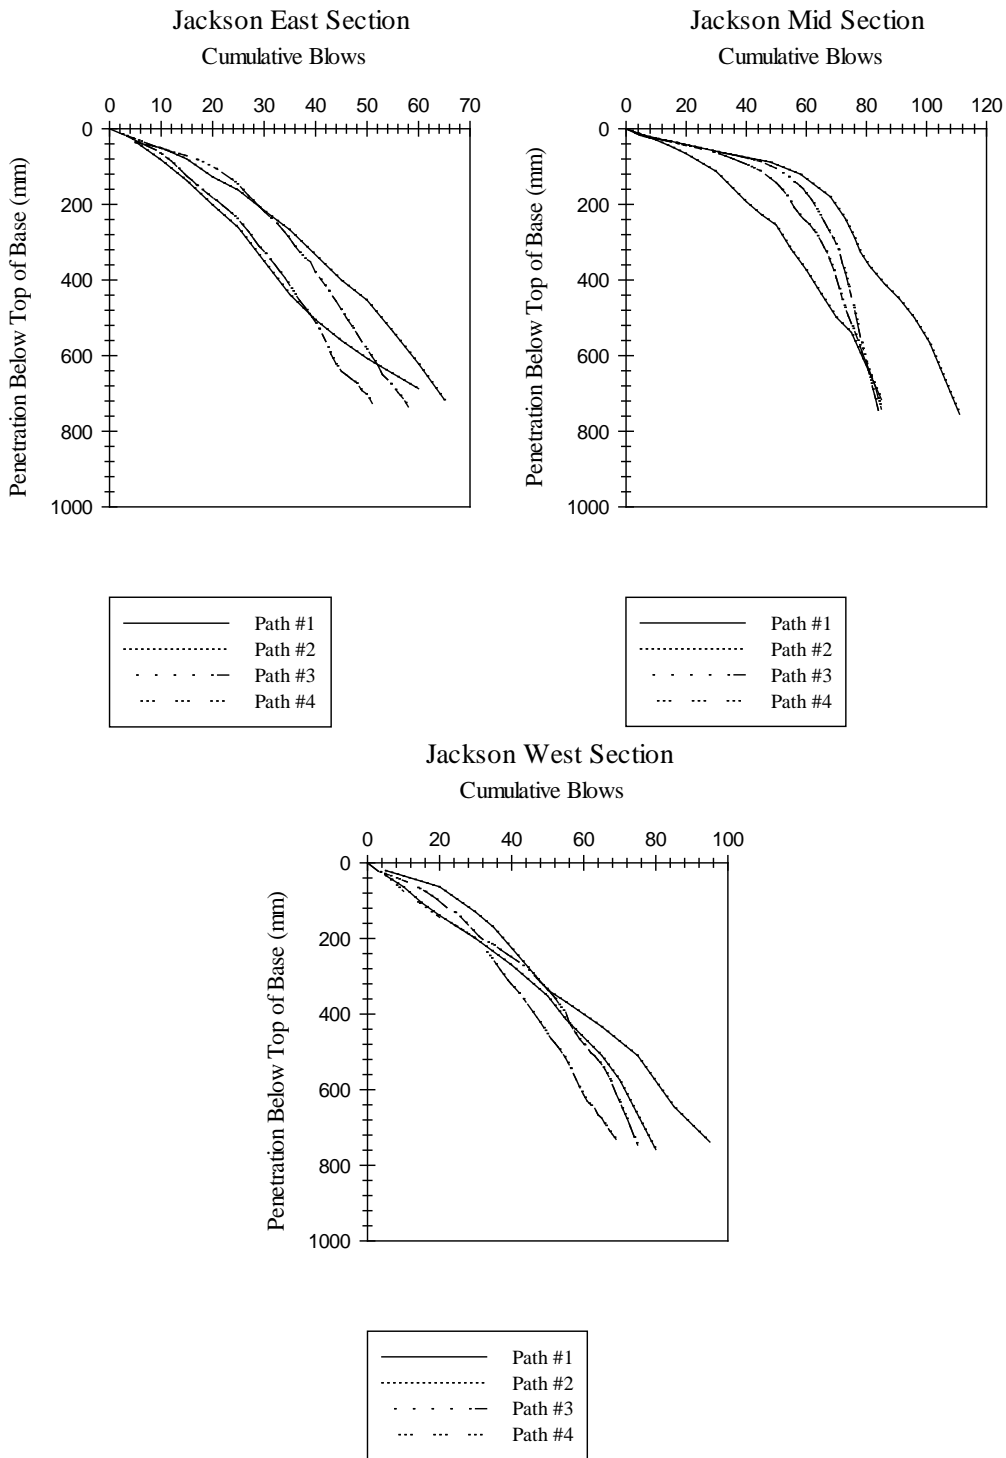 Jackson East Section
Cumulative Blows
0 10 20 30 40 50 60 70
0
200
400
600
800
1000
Penetration Below Top of Base (mm)
Path #1
Path #2
Path #3
Path #4
Jackson Mid Section
Cumulative Blows
0 20 40 60 80 100 120
0
200
400
600
800
1000
Penetration Below Top of Base (mm)
Path #1
Path #2
Path #3
Path #4
Jackson West Section
Cumulative Blows
0 20 40 60 80 100
0
200
400
600
800
1000
Penetration Below Top of Base (mm)
Path #1
Path #2
Path #3
Path #4